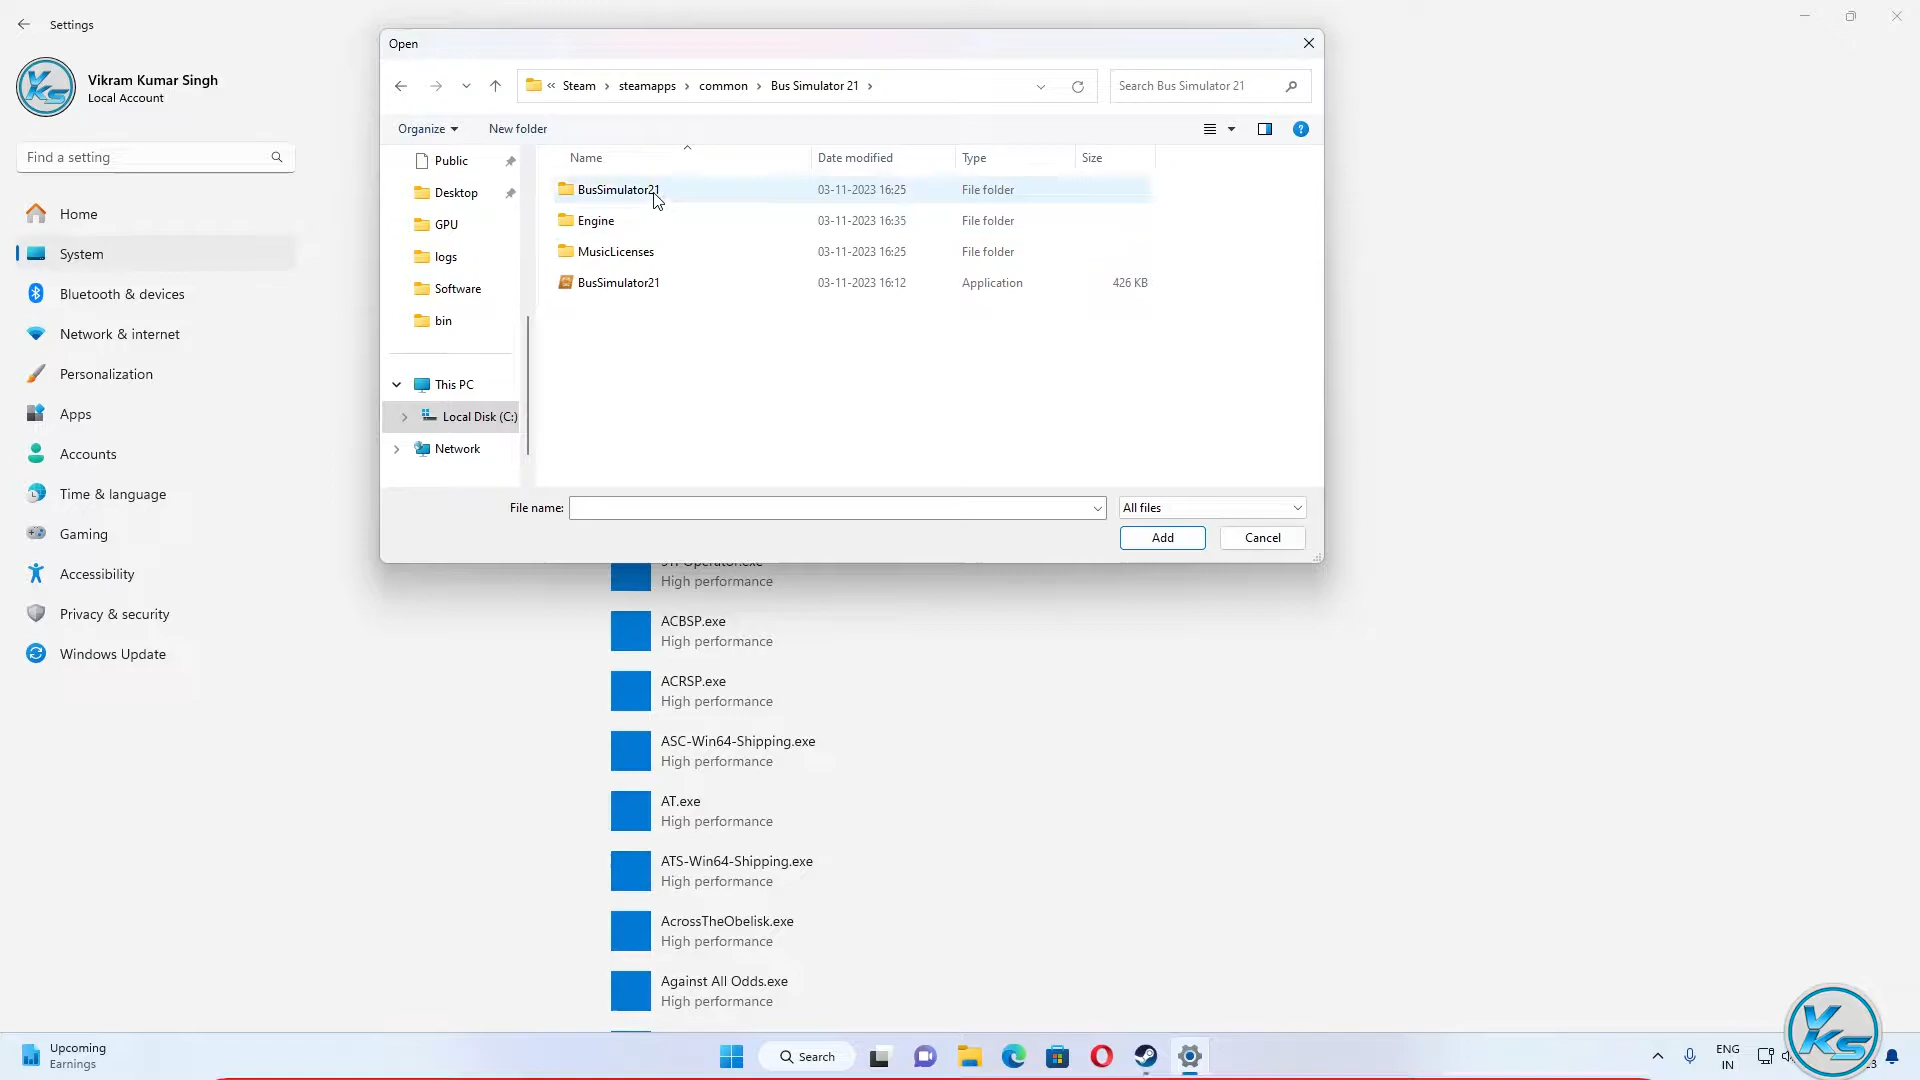 Settings
Vikram Kumar Singh
Local Account
Find a setting
Home
System
Bluetooth & devices
Network & internet
Personalization
Apps
Accounts
Time & language
Gaming
Accessibility
Privacy & security
Windows Update
Open
« Steam > steamapps > common > Bus Simulator 21 >
Search Bus Simulator 21
Organize
New folder
Public
Desktop
GPU
logs
Software
bin
This PC
Local Disk (C:)
Network
Name Date modified Type Size
BusSimulator21 03-11-2023 16:25 File folder
Engine 03-11-2023 16:35 File folder
MusicLicenses 03-11-2023 16:25 File folder
BusSimulator21 03-11-2023 16:12 Application 426 KB
File name:
All files
Add
Cancel
High performance
ACBSP.exe
High performance
ACRSP.exe
High performance
ASC-Win64-Shipping.exe
High performance
AT.exe
High performance
ATS-Win64-Shipping.exe
High performance
AcrossTheObelisk.exe
High performance
Against All Odds.exe
High performance
Upcoming
Earnings
Search
ENG
IN